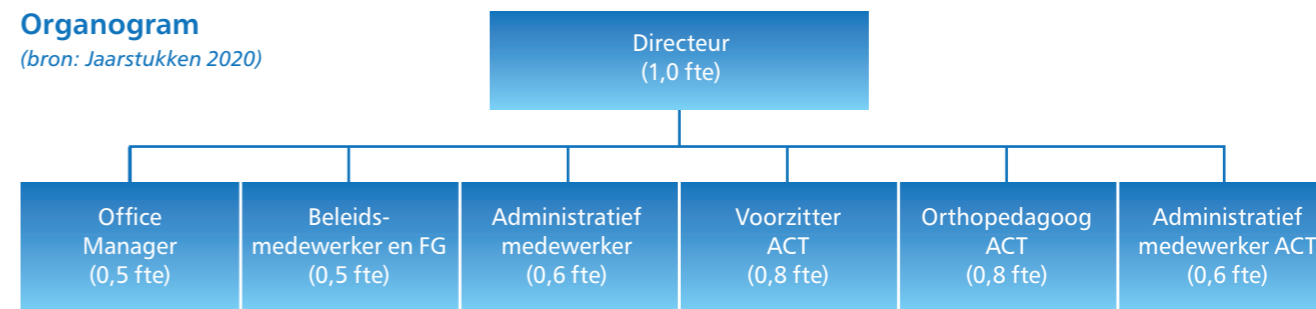 Organogram
(bron: Jaarstukken 2020)
Directeur
(1,0 fte)
Office
Manager
(0,5 fte)
Beleids-
medewerker en FG
(0,5 fte)
Administratief
medewerker
(0,6 fte)
Voorzitter
ACT
(0,8 fte)
Orthopedagoog
ACT
(0,8 fte)
Administratief
medewerker ACT
(0,6 fte)